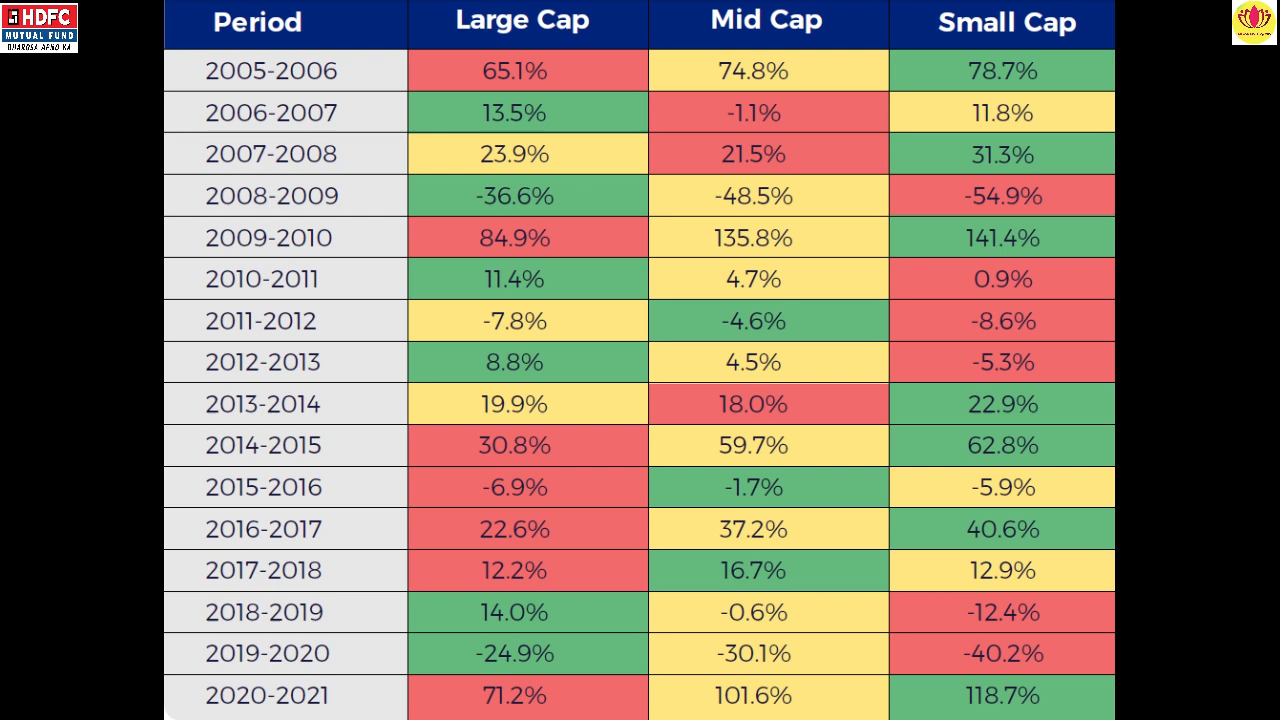 HDFC
MUTUAL FUND
BHAROSA APNO KA
Period Large Cap Mid Cap Small Cap
2005-2006 65.1% 74.8% 78.7%
2006-2007 13.5% -1.1% 11.8%
2007-2008 23.9% 21.5% 31.3%
2008-2009 -36.6% -48.5% -54.9%
2009-2010 84.9% 135.8% 141.4%
2010-2011 11.4% 4.7% 0.9%
2011-2012 -7.8% -4.6% -8.6%
2012-2013 8.8% 4.5% -5.3%
2013-2014 19.9% 18.0% 22.9%
2014-2015 30.8% 59.7% 62.8%
2015-2016 -6.9% -1.7% -5.9%
2016-2017 22.6% 37.2% 40.6%
2017-2018 12.2% 16.7% 12.9%
2018-2019 14.0% -0.6% -12.4%
2019-2020 -24.9% -30.1% -40.2%
2020-2021 71.2% 101.6% 118.7%